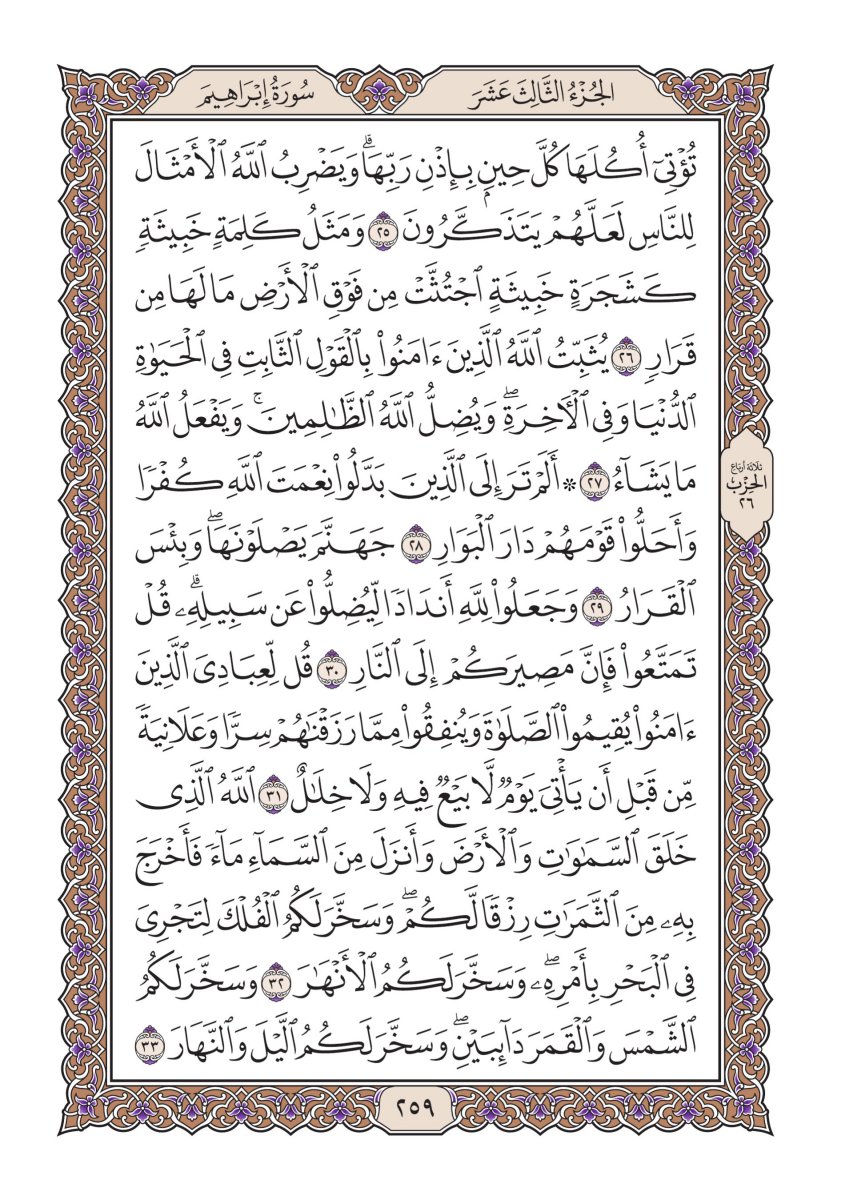 الجُزْءُ الثَّالِثَ عَشَرَ
سُورَةُ إِبْرَاهِيمَ
تُؤْتِىٓ أُكُلَهَا كُلَّ حِينِۭ بِإِذْنِ رَبِّهَاۗ وَيَضْرِبُ ٱللَّهُ ٱلْأَمْثَالَ
لِلنَّاسِ لَعَلَّهُمْ يَتَذَكَّرُونَ ٢٥ وَمَثَلُ كَلِمَةٍ خَبِيثَةٖ
كَشَجَرَةٍ خَبِيثَةٍ ٱجْتُثَّتْ مِن فَوْقِ ٱلْأَرْضِ مَا لَهَا مِن
قَرَارٖ ٢٦ يُثَبِّتُ ٱللَّهُ ٱلَّذِينَ ءَامَنُوا۟ بِٱلْقَوْلِ ٱلثَّابِتِ فِى ٱلْحَيَوٰةِ
ٱلدُّنْيَا وَفِى ٱلْأَخِرَةِۖ وَيُضِلُّ ٱللَّهُ ٱلظَّٰلِمِينَۚ وَيَفْعَلُ ٱللَّهُ
مَا يَشَآءُ ٢٧ ۞ أَلَمْ تَرَ إِلَى ٱلَّذِينَ بَدَّلُوا۟ نِعْمَتَ ٱللَّهِ كُفْرٗا
وَأَحَلُّوا۟ قَوْمَهُمْ دَارَ ٱلْبَوَارِ ٢٨ جَهَنَّمَ يَصْلَوْنَهَاۖ وَبِئْسَ
ٱلْقَرَارُ ٢٩ وَجَعَلُوا۟ لِلَّهِ أَندَادٗا لِّيُضِلُّوا۟ عَن سَبِيلِهِۦۗ قُلْ
تَمَتَّعُوا۟ فَإِنَّ مَصِيرَكُمْ إِلَى ٱلنَّارِ ٣٠ قُل لِّعِبَادِىَ ٱلَّذِينَ
ءَامَنُوا۟ يُقِيمُوا۟ ٱلصَّلَوٰةَ وَيُنفِقُوا۟ مِمَّا رَزَقْنَٰهُمْ سِرّٗا وَعَلَانِيَةٗ
مِّن قَبْلِ أَن يَأْتِىَ يَوْمٞ لَّا بَيْعٞ فِيهِ وَلَا خِلَٰلٌ ٣١ ٱللَّهُ ٱلَّذِى
خَلَقَ ٱلسَّمَٰوَٰتِ وَٱلْأَرْضَ وَأَنزَلَ مِنَ ٱلسَّمَآءِ مَآءٗ فَأَخْرَجَ
بِهِۦ مِنَ ٱلثَّمَرَٰتِ رِزْقٗا لَّكُمْۖ وَسَخَّرَ لَكُمُ ٱلْفُلْكَ لِتَجْرِىَ
فِى ٱلْبَحْرِ بِأَمْرِهِۦۖ وَسَخَّرَ لَكُمُ ٱلْأَنْهَٰرَ ٣٢ وَسَخَّرَ لَكُمُ
ٱلشَّمْسَ وَٱلْقَمَرَ دَآئِبَيْنِۖ وَسَخَّرَ لَكُمُ ٱلَّيْلَ وَٱلنَّهَارَ ٣٣
ثلاثة أرباع
الحزب
٢٦
٢٥٩